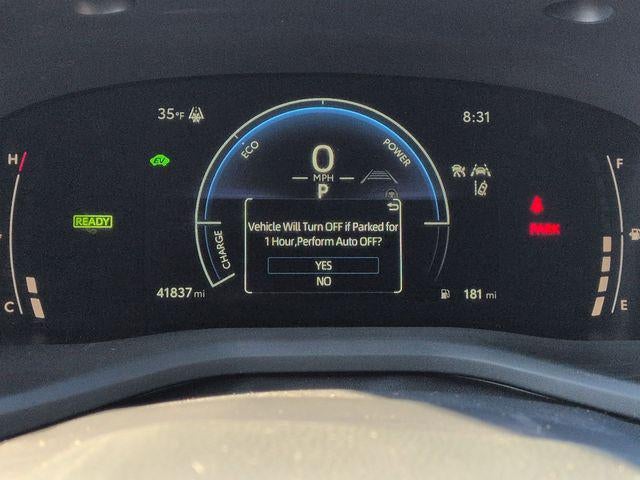 35°F
8:31
ECO
POWER
H
F
EV
0
MPH
P
READY
PARK
Vehicle Will Turn OFF if Parked for
1 Hour,Perform Auto OFF?
YES
NO
CHARGE
C
41837 mi
181 mi
E